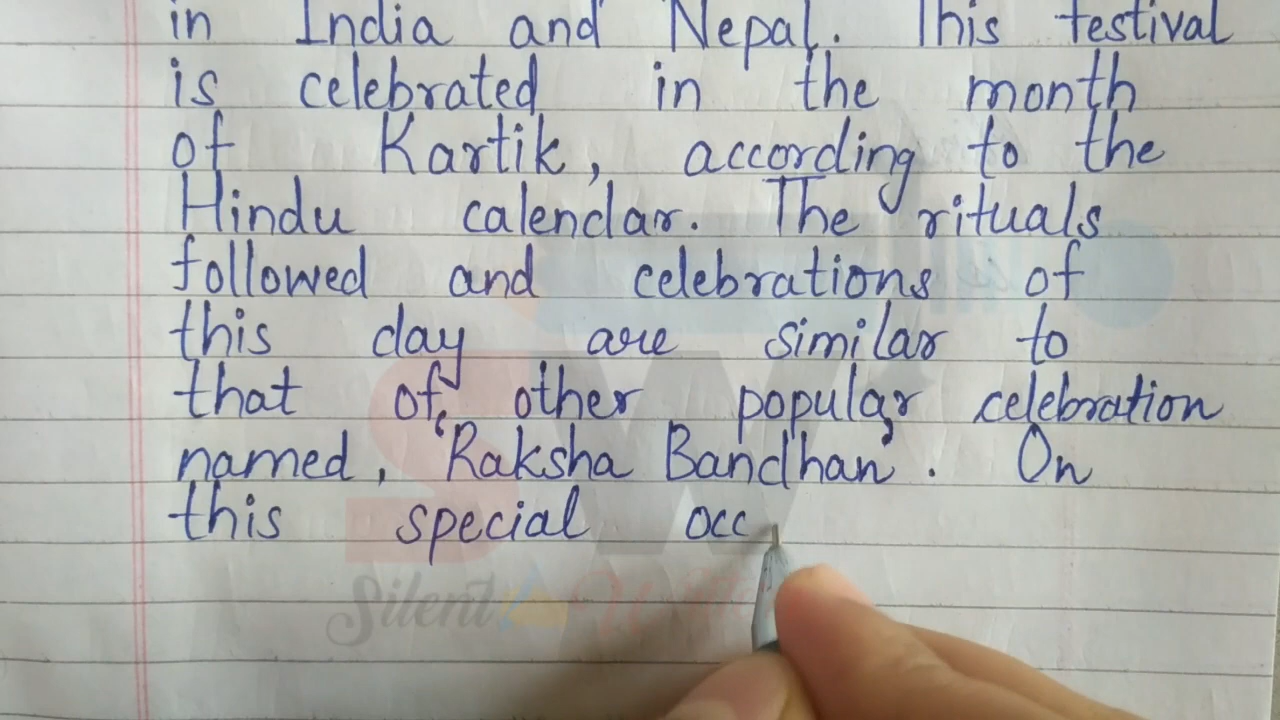 in India and Nepal. This festival
is celebrated in the month
of Kartik, according to the
Hindu calendar. The rituals
followed and celebrations of
this day are similar to
that of other popular celebration
named, 'Raksha Bandhan'. On
this special occ
SW
Silent